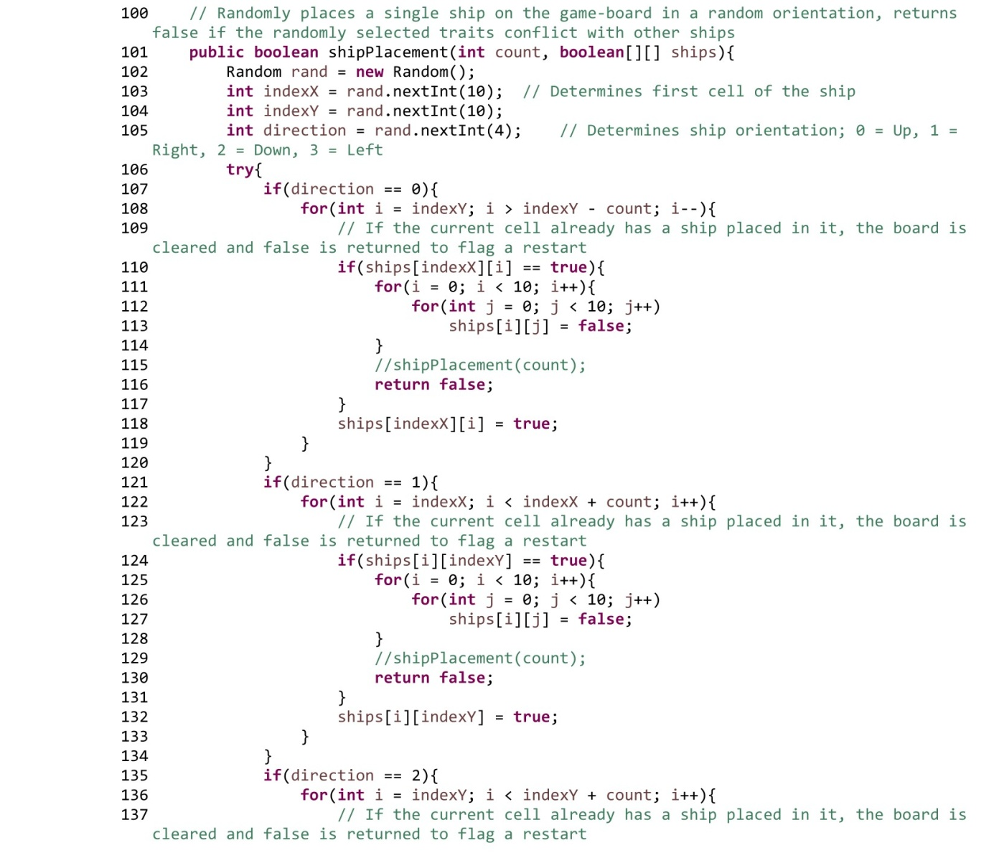 100    // Randomly places a single ship on the game-board in a random orientation, returns
false if the randomly selected traits conflict with other ships
101    public boolean shipPlacement(int count, boolean[][] ships){
102        Random rand = new Random();
103        int indexX = rand.nextInt(10);  // Determines first cell of the ship
104        int indexY = rand.nextInt(10);
105        int direction = rand.nextInt(4);    // Determines ship orientation; 0 = Up, 1 =
Right, 2 = Down, 3 = Left
106        try{
107            if(direction == 0){
108                for(int i = indexY; i > indexY - count; i--){
109                    // If the current cell already has a ship placed in it, the board is
cleared and false is returned to flag a restart
110                    if(ships[indexX][i] == true){
111                        for(i = 0; i < 10; i++){
112                            for(int j = 0; j < 10; j++)
113                                ships[i][j] = false;
114                        }
115                        //shipPlacement(count);
116                        return false;
117                    }
118                    ships[indexX][i] = true;
119                }
120            }
121            if(direction == 1){
122                for(int i = indexX; i < indexX + count; i++){
123                    // If the current cell already has a ship placed in it, the board is
cleared and false is returned to flag a restart
124                    if(ships[i][indexY] == true){
125                        for(i = 0; i < 10; i++){
126                            for(int j = 0; j < 10; j++)
127                                ships[i][j] = false;
128                        }
129                        //shipPlacement(count);
130                        return false;
131                    }
132                    ships[i][indexY] = true;
133                }
134            }
135            if(direction == 2){
136                for(int i = indexY; i < indexY + count; i++){
137                    // If the current cell already has a ship placed in it, the board is
cleared and false is returned to flag a restart